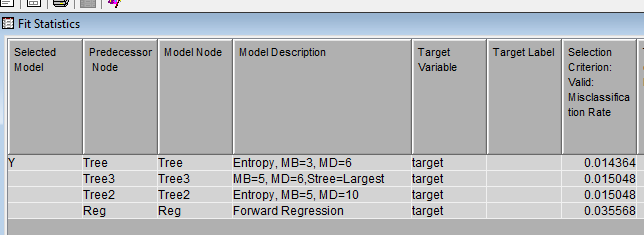 Fit Statistics
Selected Model	Predecessor Node	Model Node	Model Description	Target Variable	Target Label	Selection Criterion: Valid: Misclassifica tion Rate
Y	Tree	Tree	Entropy, MB=3, MD=6	target		0.014364
	Tree3	Tree3	MB=5, MD=6,Stree=Largest	target		0.015048
	Tree2	Tree2	Entropy, MB=5, MD=10	target		0.015048
	Reg	Reg	Forward Regression	target		0.035568